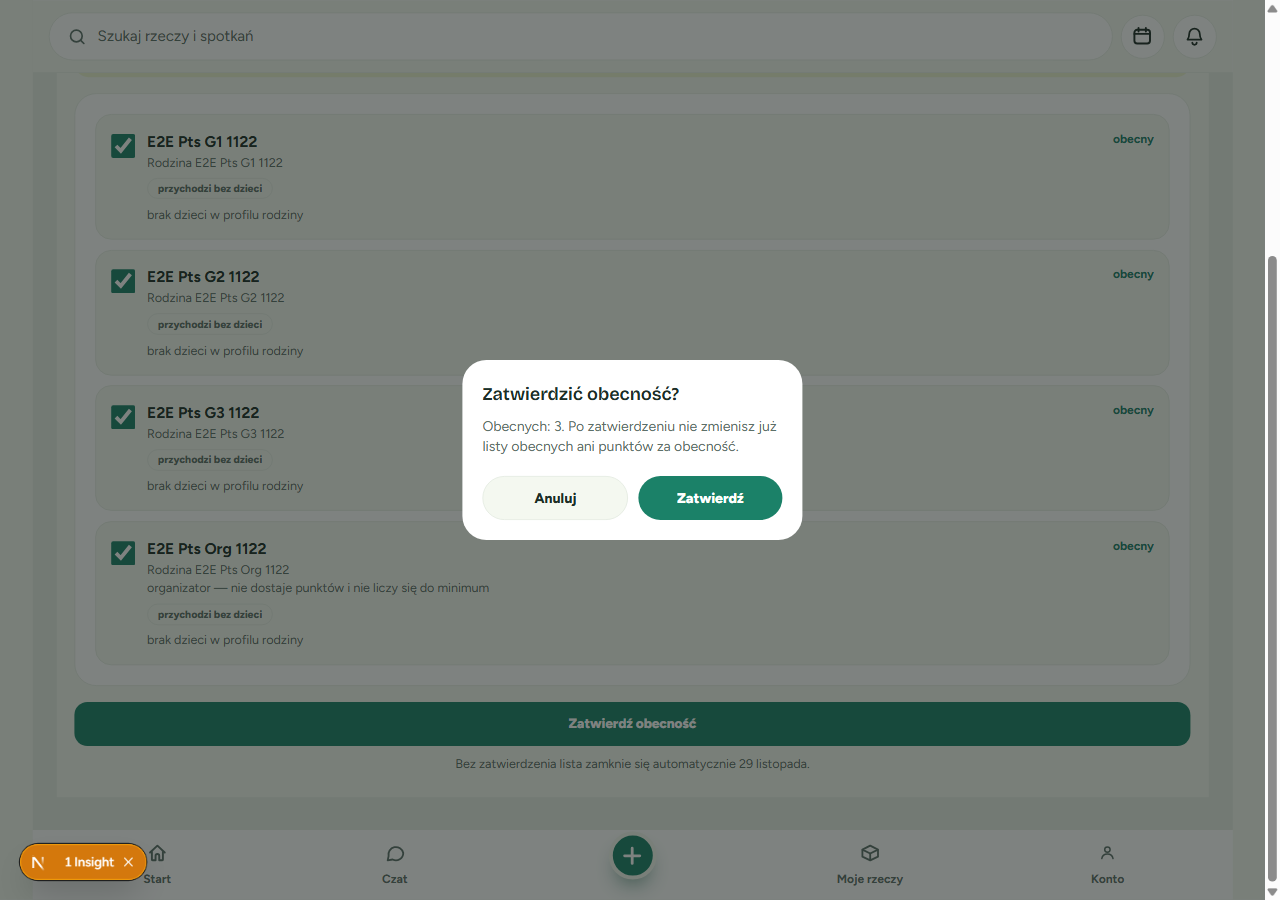 Szukaj rzeczy i spotkań
E2E Pts G1 1122
obecny
Rodzina E2E Pts G1 1122
przychodzi bez dzieci
brak dzieci w profilu rodziny
E2E Pts G2 1122
obecny
Rodzina E2E Pts G2 1122
przychodzi bez dzieci
brak dzieci w profilu rodziny
E2E Pts G3 1122
obecny
Rodzina E2E Pts G3 1122
przychodzi bez dzieci
brak dzieci w profilu rodziny
Zatwierdzić obecność?
Obecnych: 3. Po zatwierdzeniu nie zmienisz już
listy obecnych ani punktów za obecność.
Anuluj
Zatwierdź
E2E Pts Org 1122
obecny
Rodzina E2E Pts Org 1122
organizator — nie dostaje punktów i nie liczy się do minimum
przychodzi bez dzieci
brak dzieci w profilu rodziny
Zatwierdź obecność
Bez zatwierdzenia lista zamknie się automatycznie 29 listopada.
N 1 Insight
Start
Czat
Moje rzeczy
Konto